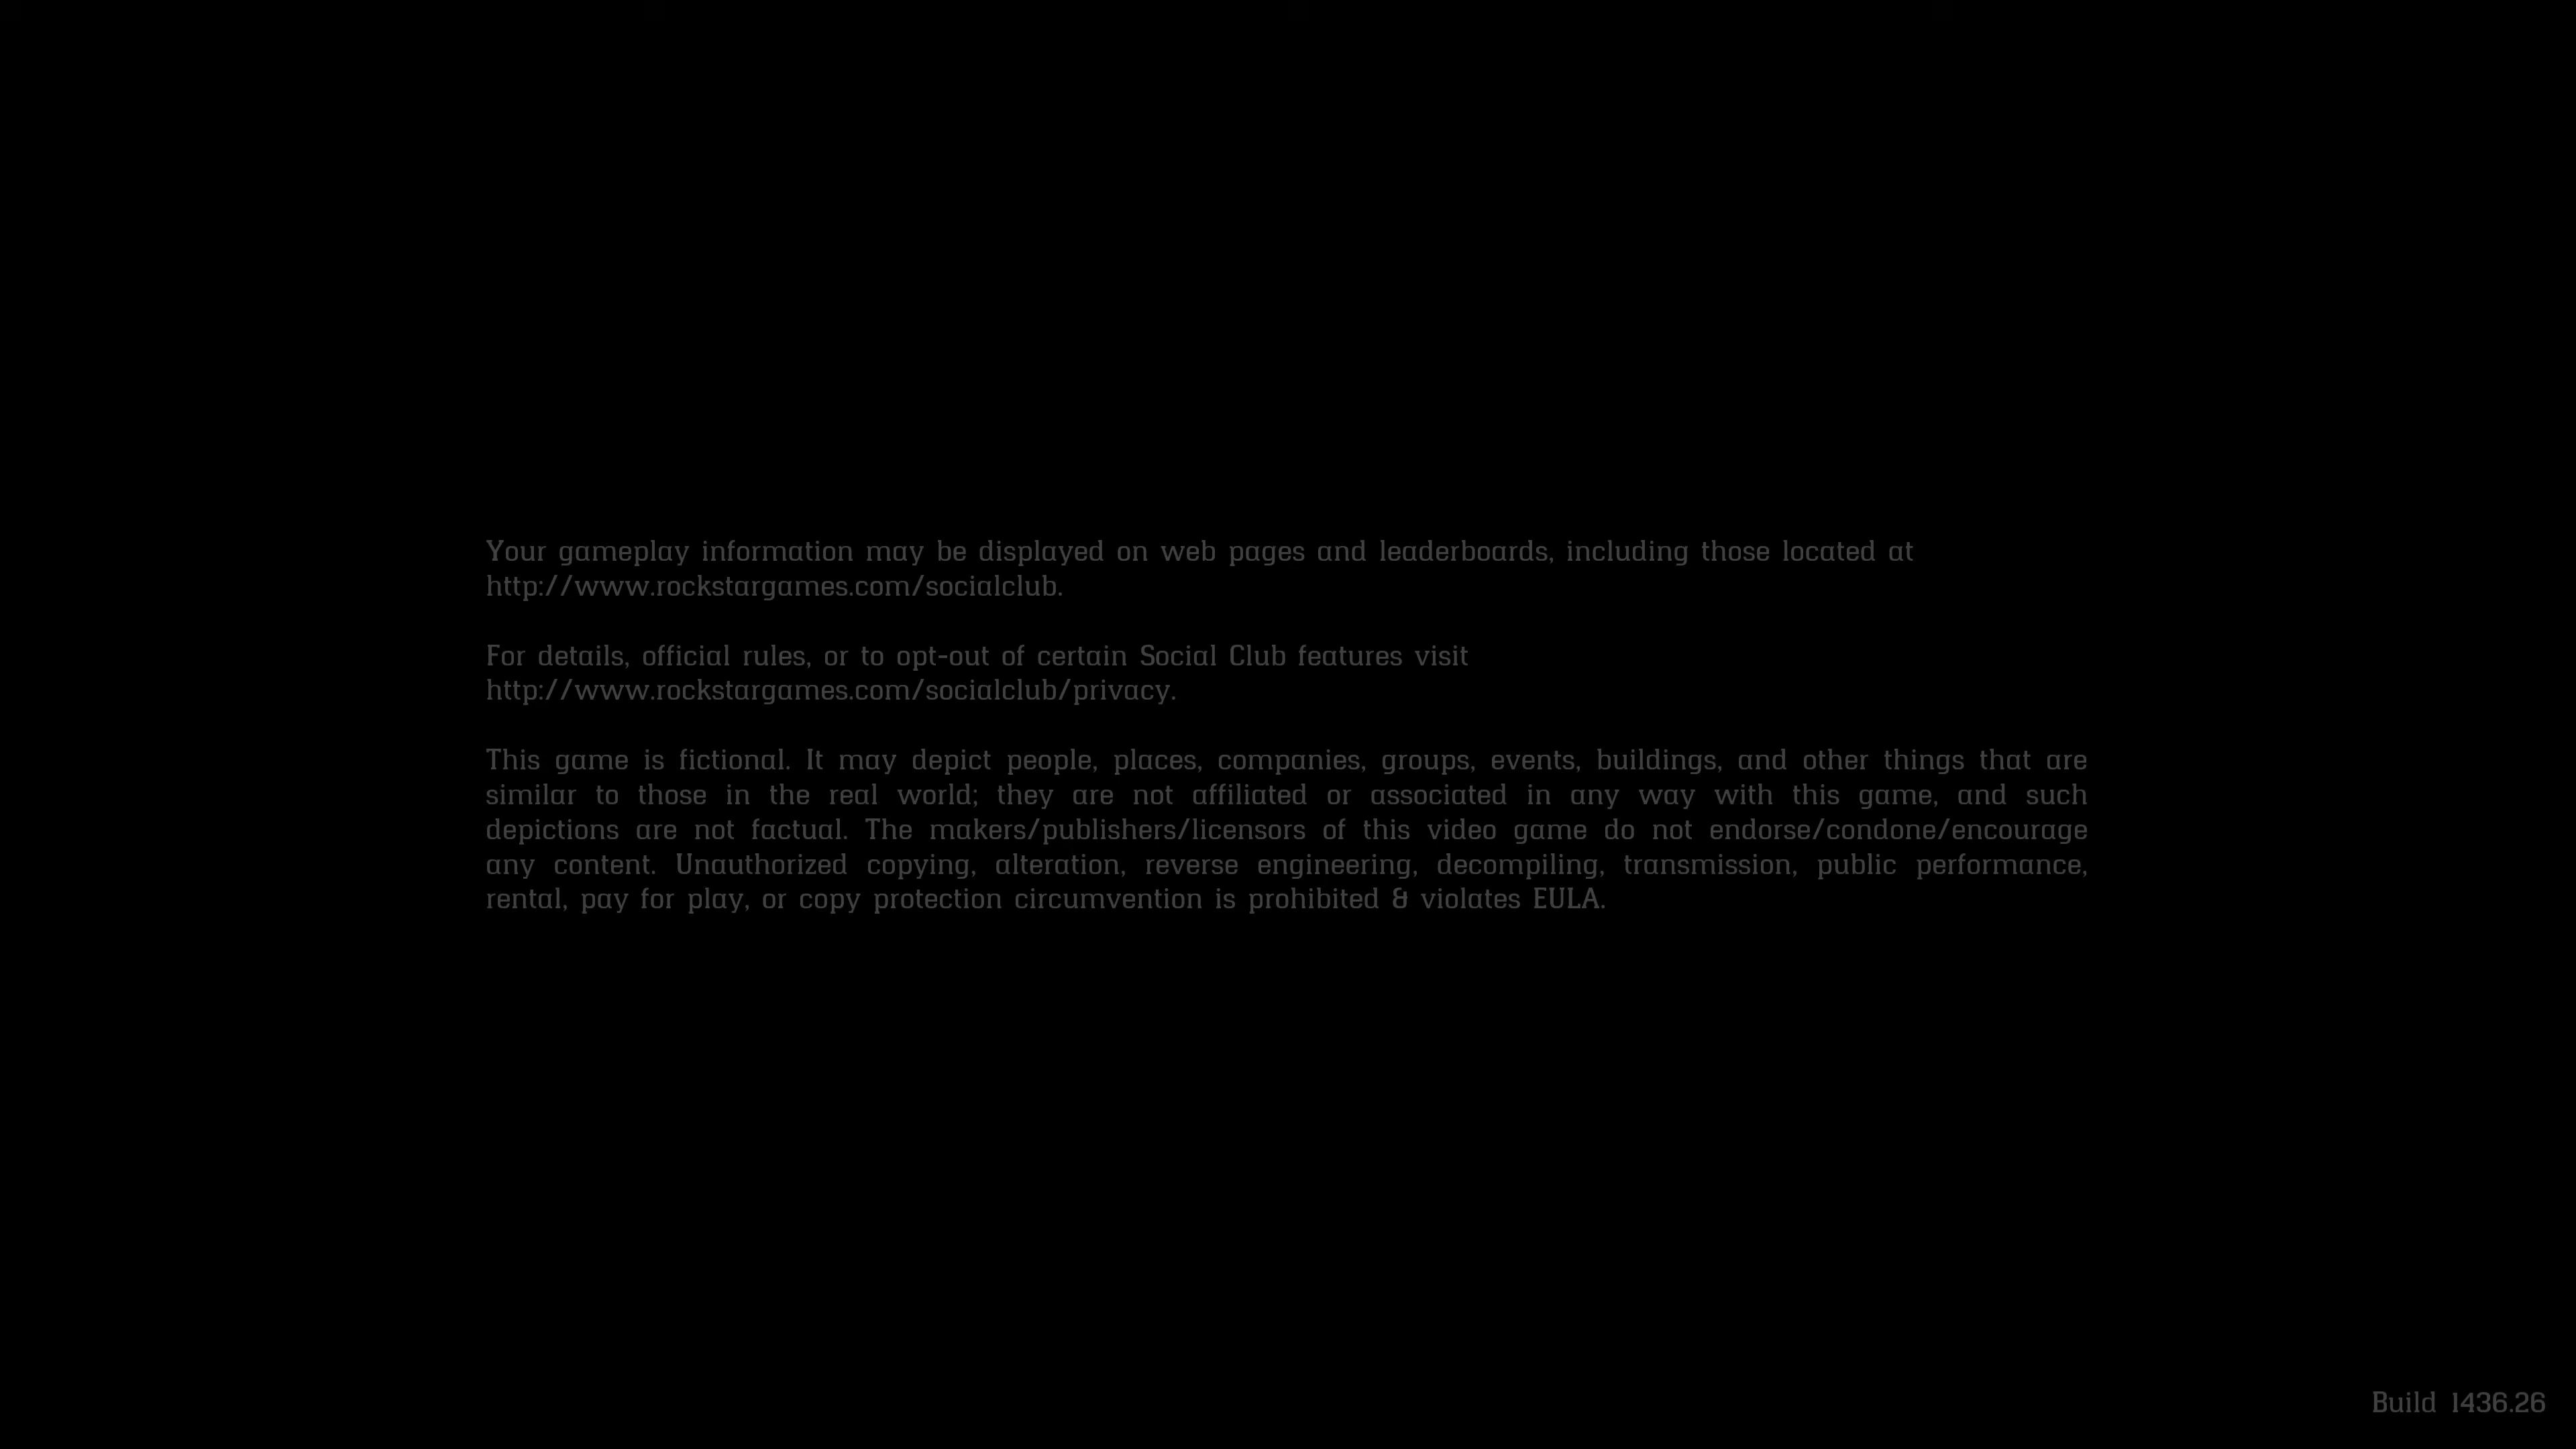 Your gameplay information may be displayed on web pages and leaderboards, including those located at
http://www.rockstargames.com/socialclub.
For details, official rules, or to opt-out of certain Social Club features visit
http://www.rockstargames.com/socialclub/privacy.
This game is fictional. It may depict people, places, companies, groups, events, buildings, and other things that are
similar to those in the real world; they are not affiliated or associated in any way with this game, and such
depictions are not factual. The makers/publishers/licensors of this video game do not endorse/condone/encourage
any content. Unauthorized copying, alteration, reverse engineering, decompiling, transmission, public performance,
rental, pay for play, or copy protection circumvention is prohibited & violates EULA.
Build 1436.26